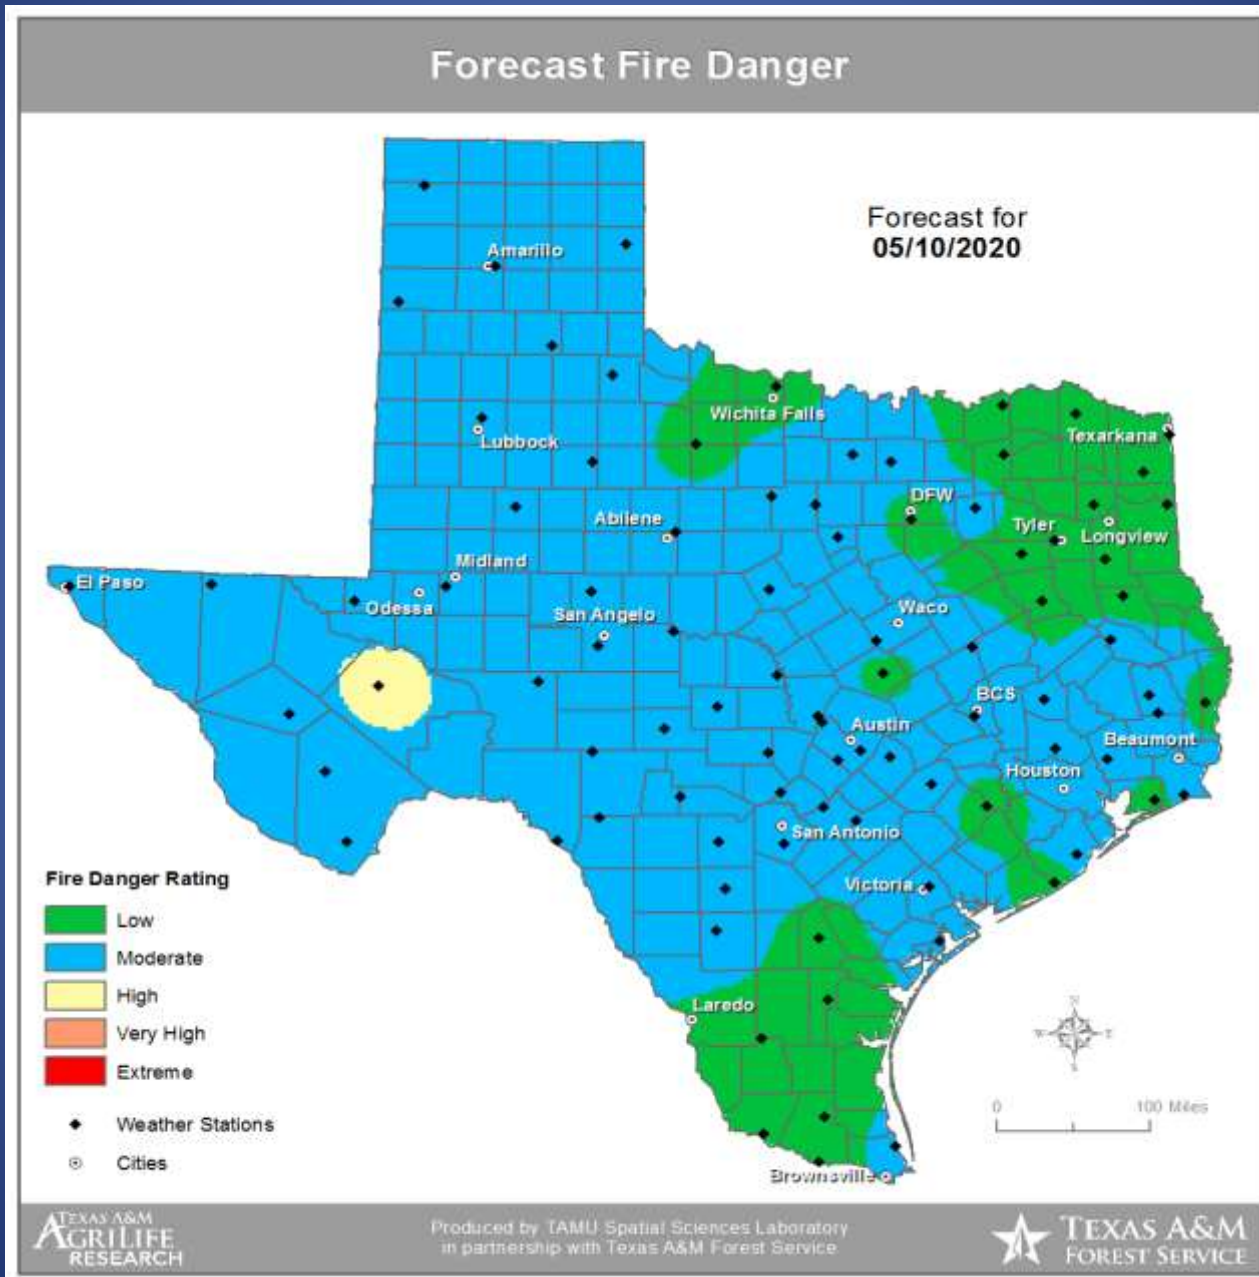 Forecast Fire Danger
Forecast for
05/10/2020
Amarillo
Wichita Falls
Lubbock
Texarkana
DFW
Abilene
Tyler
Longview
Midland
El Paso
Odessa
San Angelo
Waco
BCS
Austin
Beaumont
Houston
San Antonio
Victoria
Laredo
Brownsville
Fire Danger Rating
Low
Moderate
High
Very High
Extreme
Weather Stations
Cities
N
W E
S
0 100 Miles
TEXAS A&M
AGRILIFE
RESEARCH
Produced by TAMU Spatial Sciences Laboratory
in partnership with Texas A&M Forest Service
TEXAS A&M
FOREST SERVICE